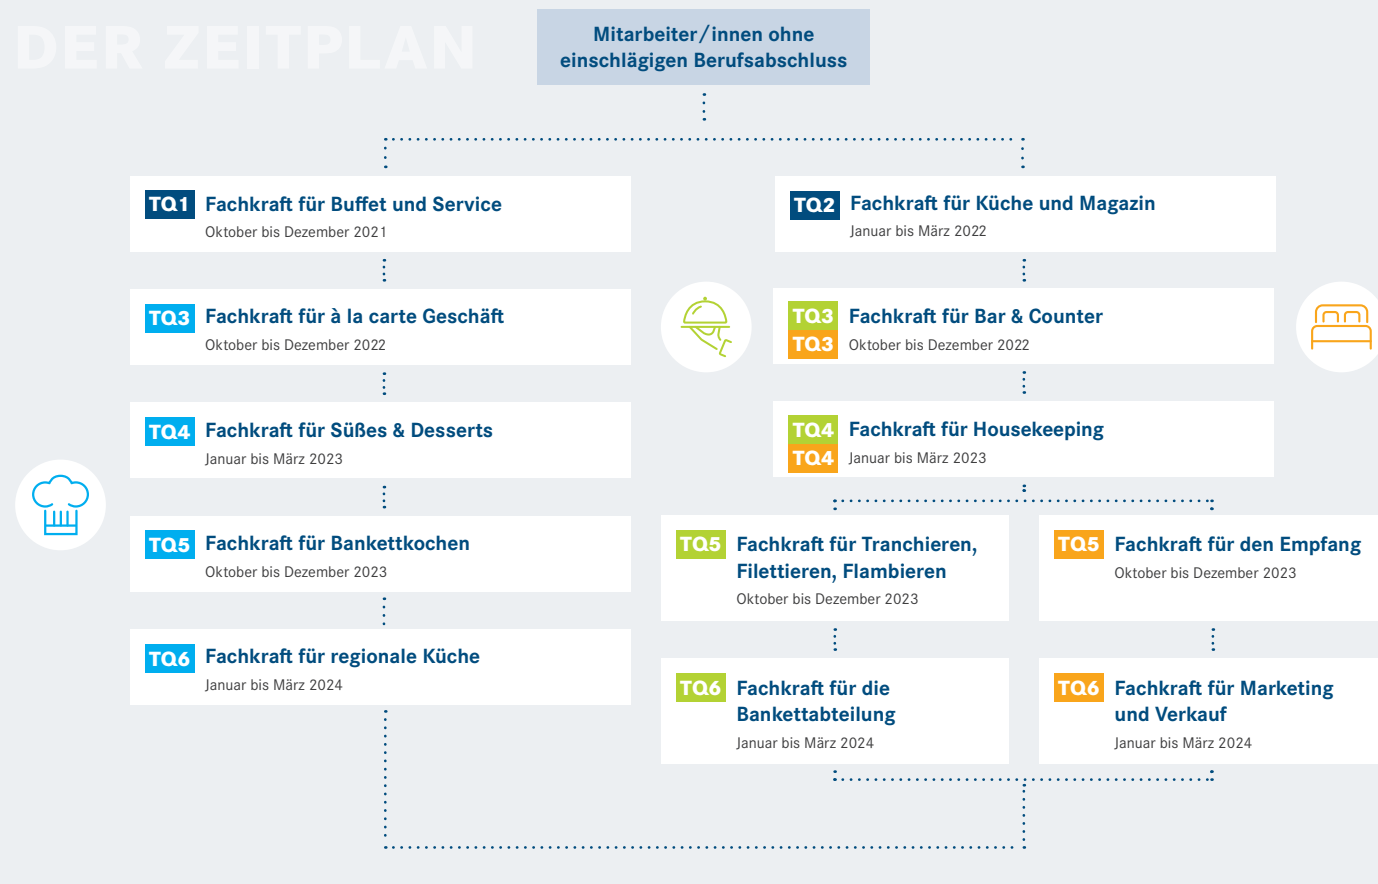 DER ZEITPLAN
Mitarbeiter/innen ohne
einschlägigen Berufsabschluss
TQ1 Fachkraft für Buffet und Service
Oktober bis Dezember 2021
TQ2 Fachkraft für Küche und Magazin
Januar bis März 2022
TQ3 Fachkraft für à la carte Geschäft
Oktober bis Dezember 2022
TQ3 Fachkraft für Bar & Counter
TQ3 Oktober bis Dezember 2022
TQ4 Fachkraft für Süßes & Desserts
Januar bis März 2023
TQ4 Fachkraft für Housekeeping
TQ4 Januar bis März 2023
TQ5 Fachkraft für Bankettkochen
Oktober bis Dezember 2023
TQ5 Fachkraft für Tranchieren,
Filettieren, Flambieren
Oktober bis Dezember 2023
TQ5 Fachkraft für den Empfang
Oktober bis Dezember 2023
TQ6 Fachkraft für regionale Küche
Januar bis März 2024
TQ6 Fachkraft für die
Bankettabteilung
Januar bis März 2024
TQ6 Fachkraft für Marketing
und Verkauf
Januar bis März 2024